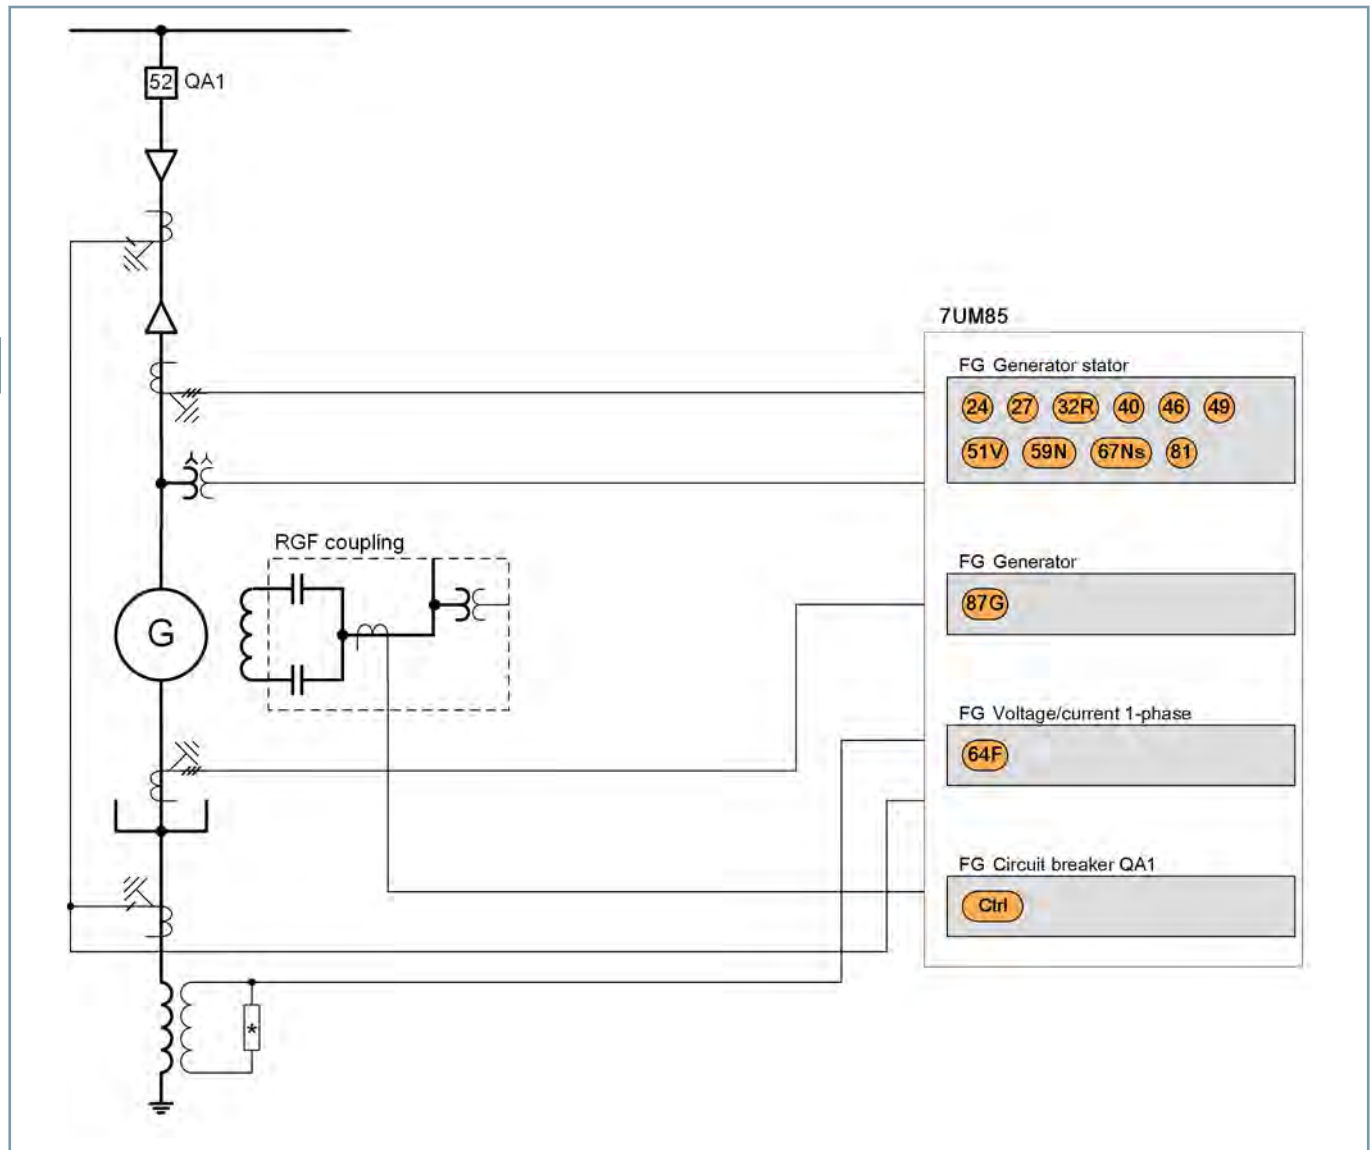 52 QA1
7UM85
FG Generator stator
24 27 32R 40 46 49
51V 59N 67Ns 81
RGF coupling
FG Generator
87G
G
FG Voltage/current 1-phase
64F
FG Circuit breaker QA1
Ctrl
*